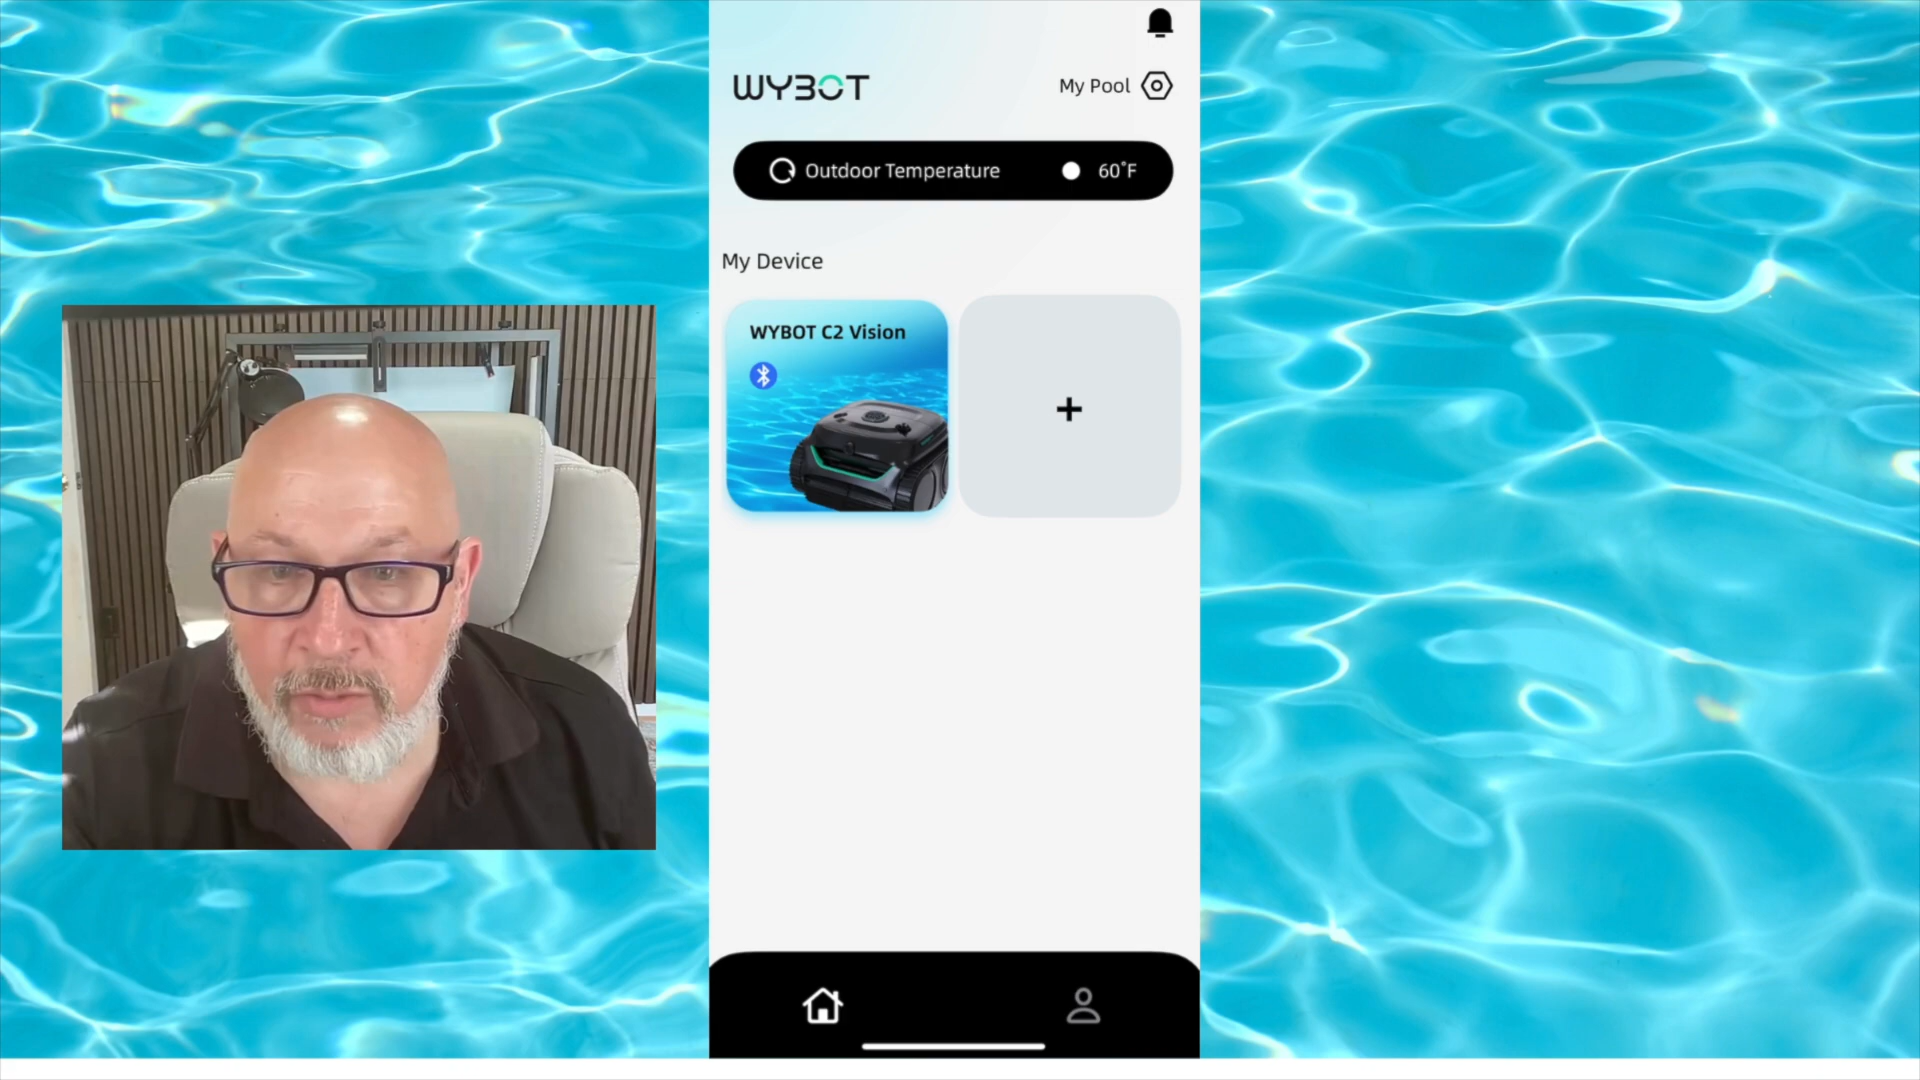 WYBOT
My Pool
Outdoor Temperature 60°F
My Device
WYBOT C2 Vision